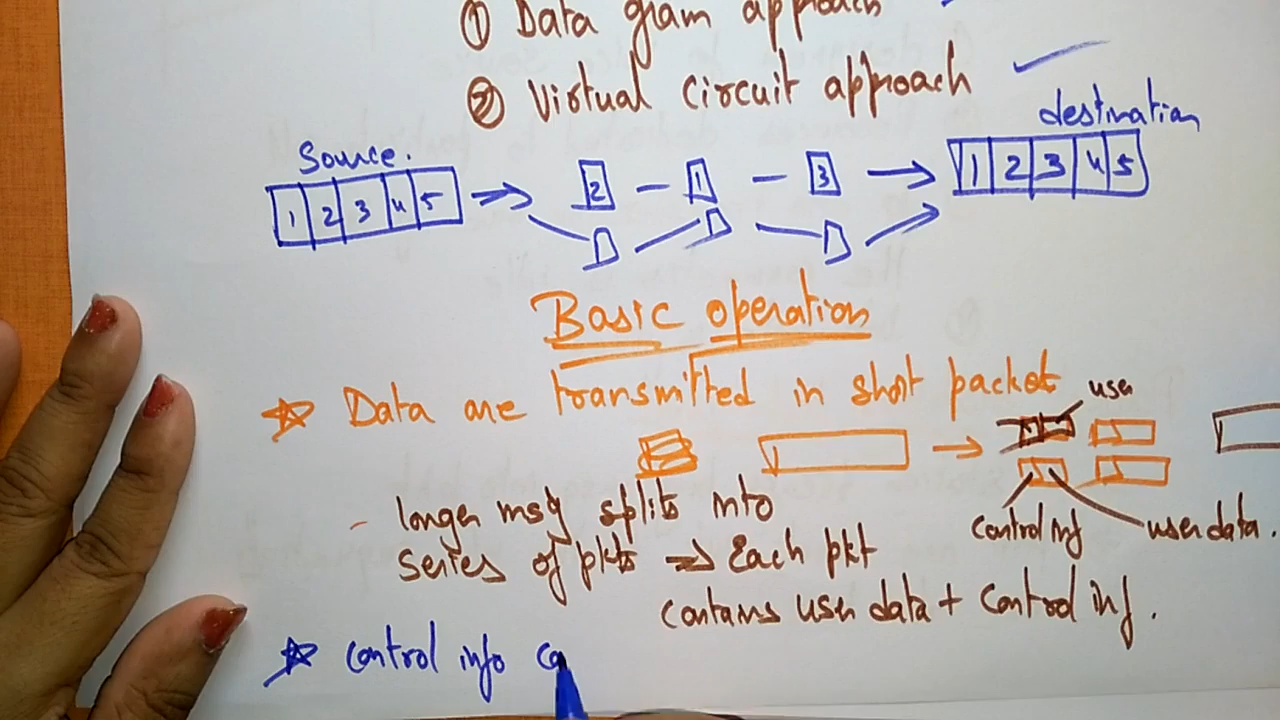 ① Data gram approach
② Virtual circuit approach
destination
Source.
1 2 3 4 5
2 1 3
1 2 3 4 5
Basic operation
Data are transmitted in short packet
user
longer msg splits into
control inf
user data.
series of pkts ⇒ Each pkt
contains user data + control inf.
control info co